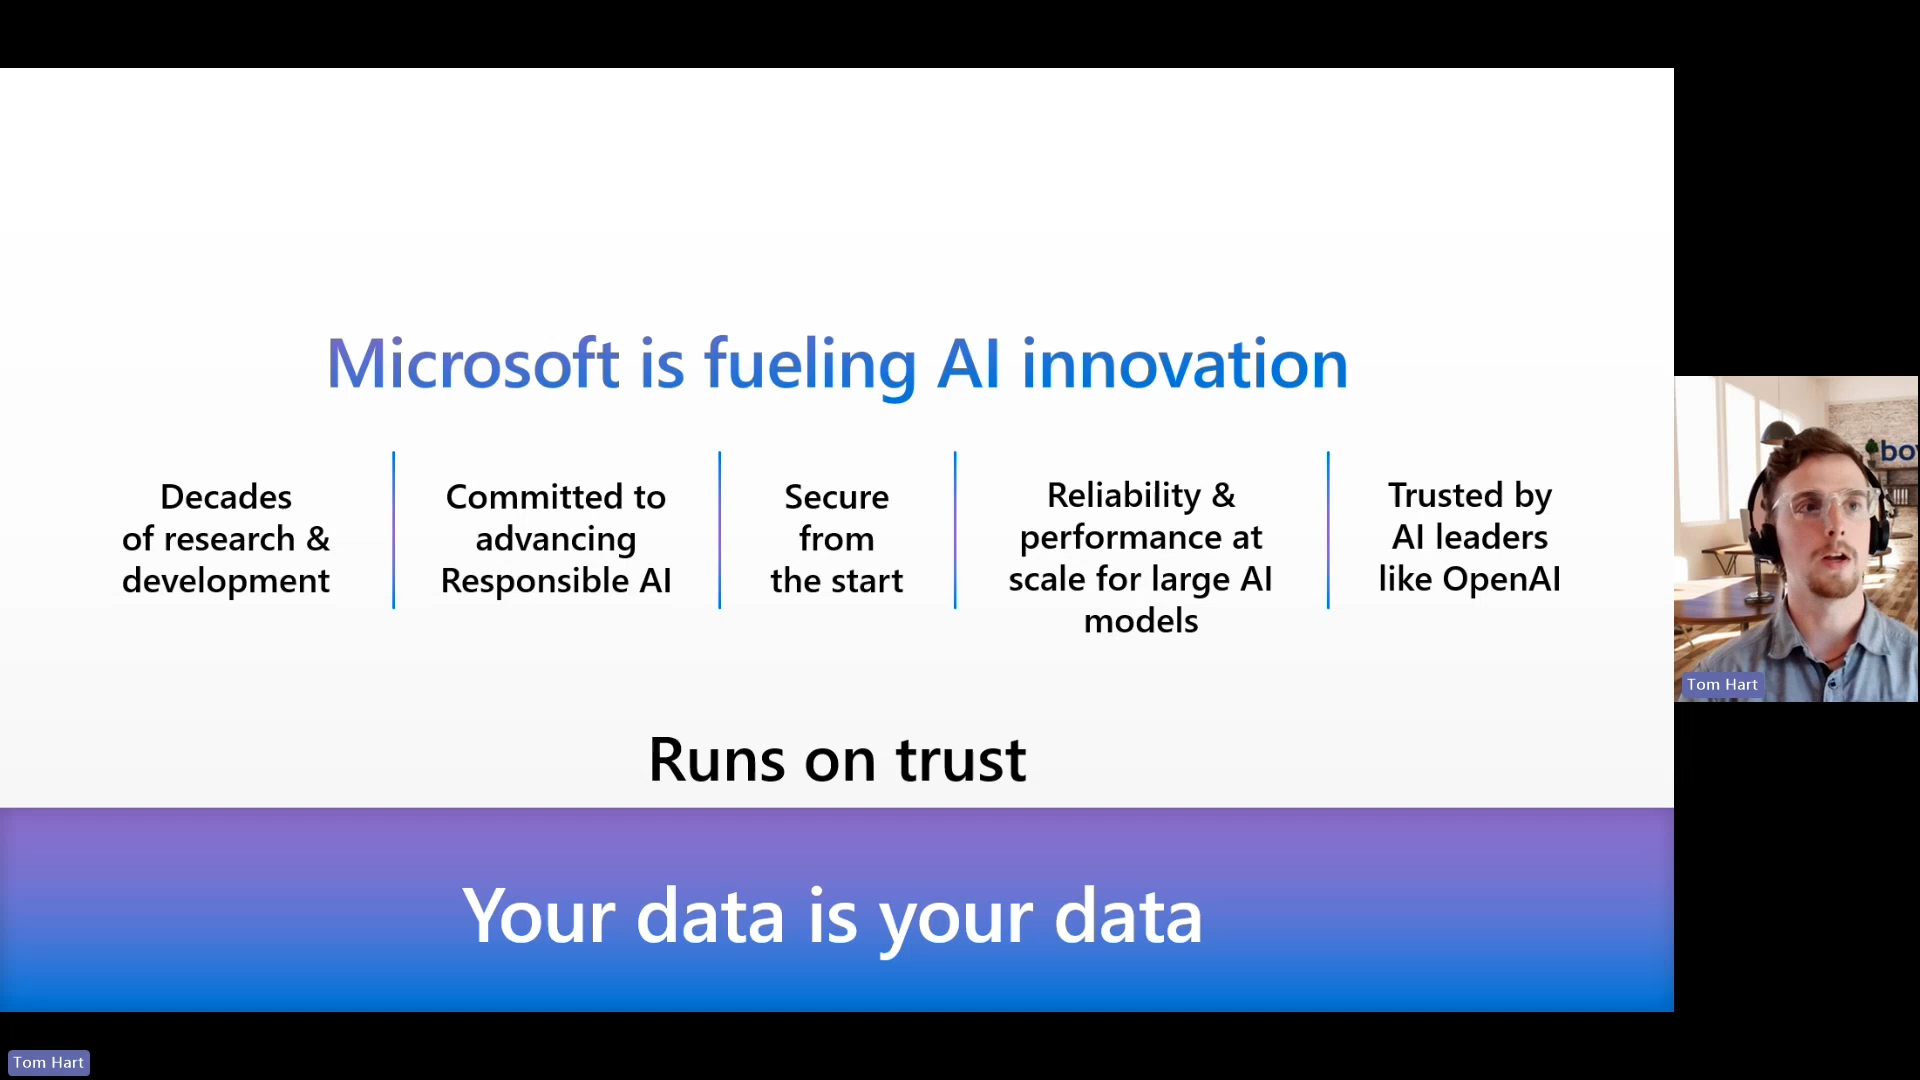 Microsoft is fueling AI innovation
Decades
of research &
development
Committed to
advancing
Responsible AI
Secure
from
the start
Reliability &
performance at
scale for large AI
models
Trusted by
AI leaders
like OpenAI
Runs on trust
Your data is your data
Tom Hart
Tom Hart